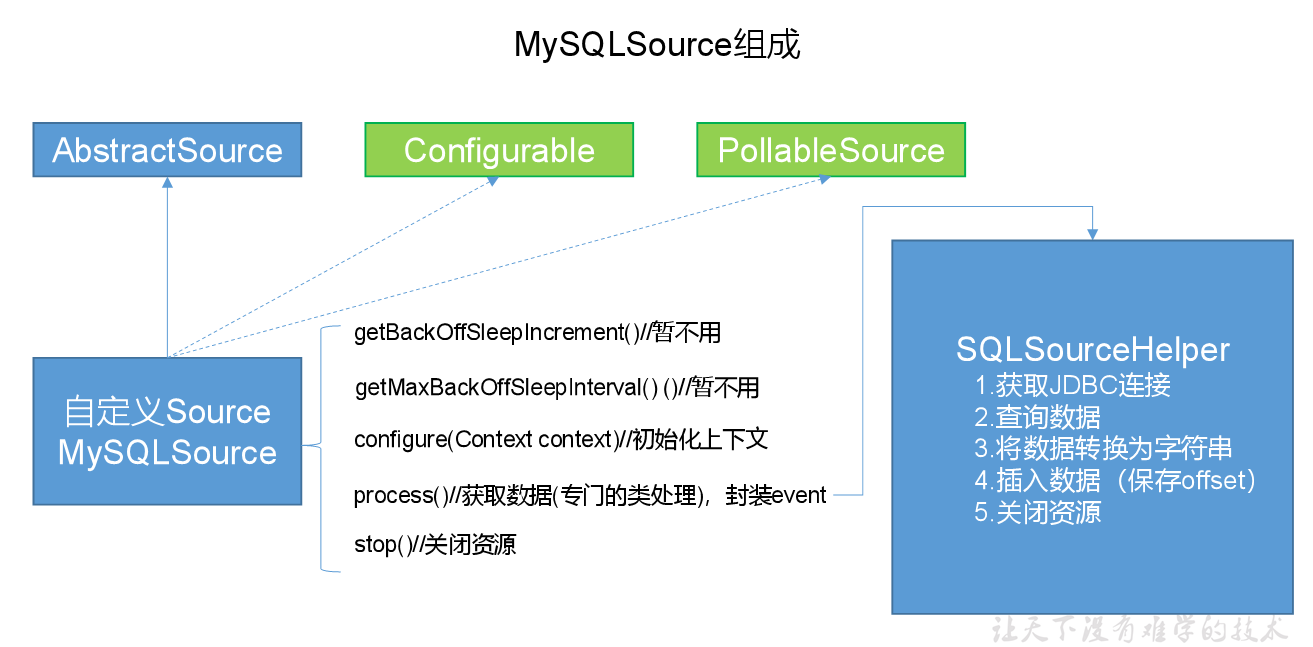 MySQLSource组成
AbstractSource
Configurable
PollableSource
自定义Source
MySQLSource
getBackOffSleepIncrement()//暂不用
getMaxBackOffSleepInterval() ()//暂不用
configure(Context context)//初始化上下文
process()//获取数据(专门的类处理)，封装event
stop()//关闭资源
SQLSourceHelper
1.获取JDBC连接
2.查询数据
3.将数据转换为字符串
4.插入数据（保存offset）
5.关闭资源
让天下没有难学的技术